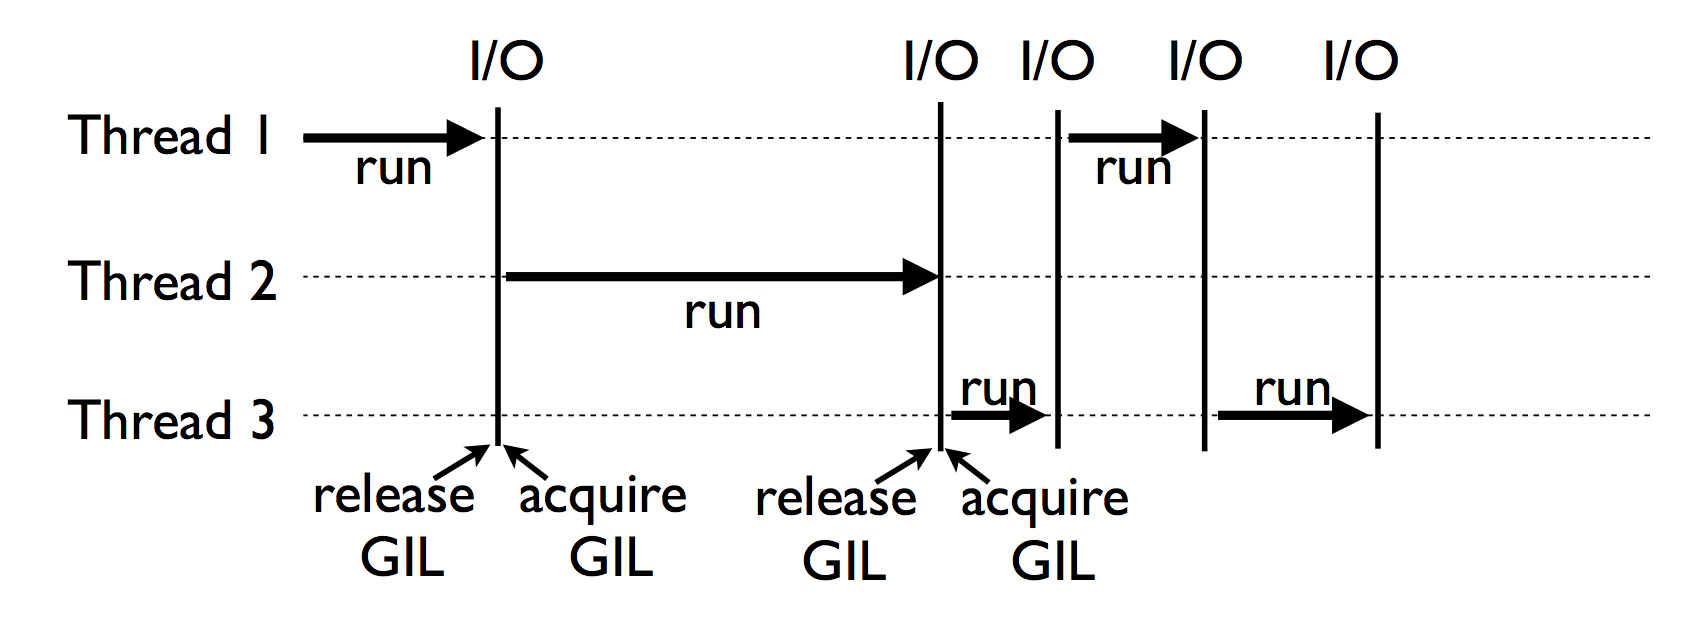 I/O I/O I/O I/O I/O
Thread 1
run run
Thread 2
run
run run
Thread 3
release acquire release acquire
GIL GIL GIL GIL